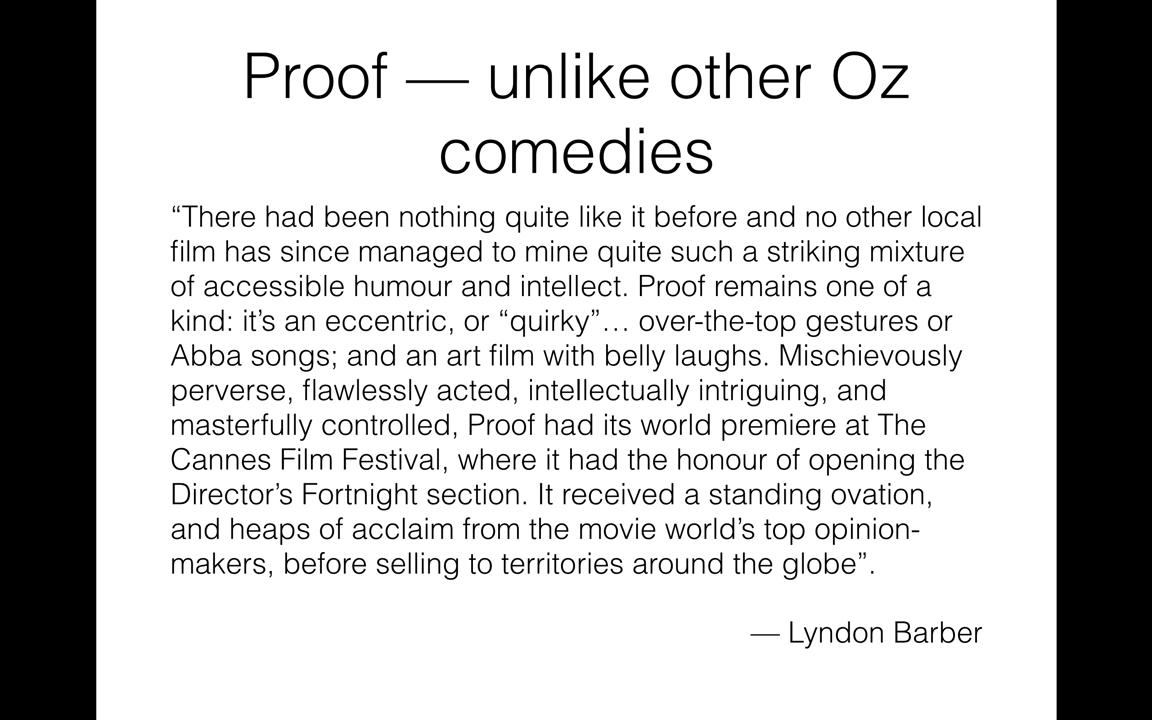 Proof — unlike other Oz
comedies
“There had been nothing quite like it before and no other local
film has since managed to mine quite such a striking mixture
of accessible humour and intellect. Proof remains one of a
kind: it’s an eccentric, or “quirky”… over-the-top gestures or
Abba songs; and an art film with belly laughs. Mischievously
perverse, flawlessly acted, intellectually intriguing, and
masterfully controlled, Proof had its world premiere at The
Cannes Film Festival, where it had the honour of opening the
Director’s Fortnight section. It received a standing ovation,
and heaps of acclaim from the movie world’s top opinion-
makers, before selling to territories around the globe”.
— Lyndon Barber